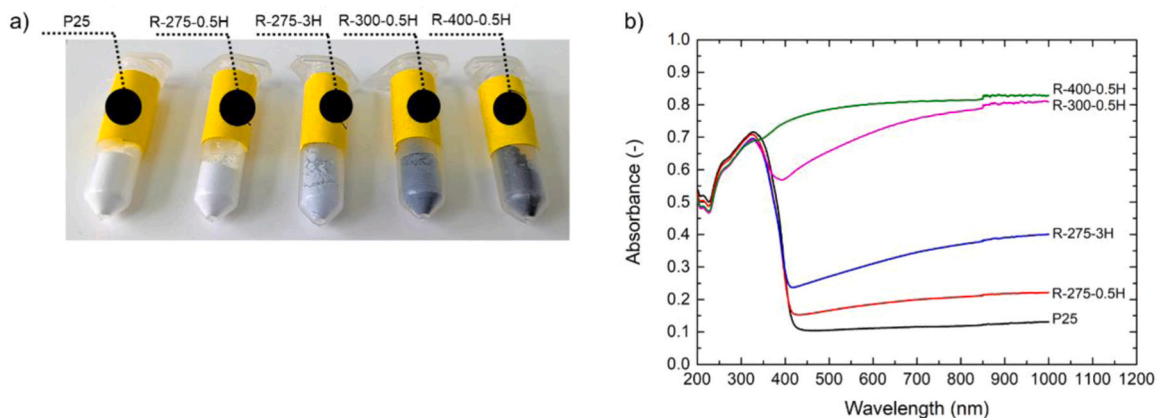 a)
P25
R-275-0.5H
R-275-3H
R-300-0.5H
R-400-0.5H
b)
Absorbance (-)
1.0
0.9
0.8
0.7
0.6
0.5
0.4
0.3
0.2
0.1
0.0
R-400-0.5H
R-300-0.5H
R-275-3H
R-275-0.5H
P25
200 300 400 500 600 700 800 900 1000 1100 1200
Wavelength (nm)